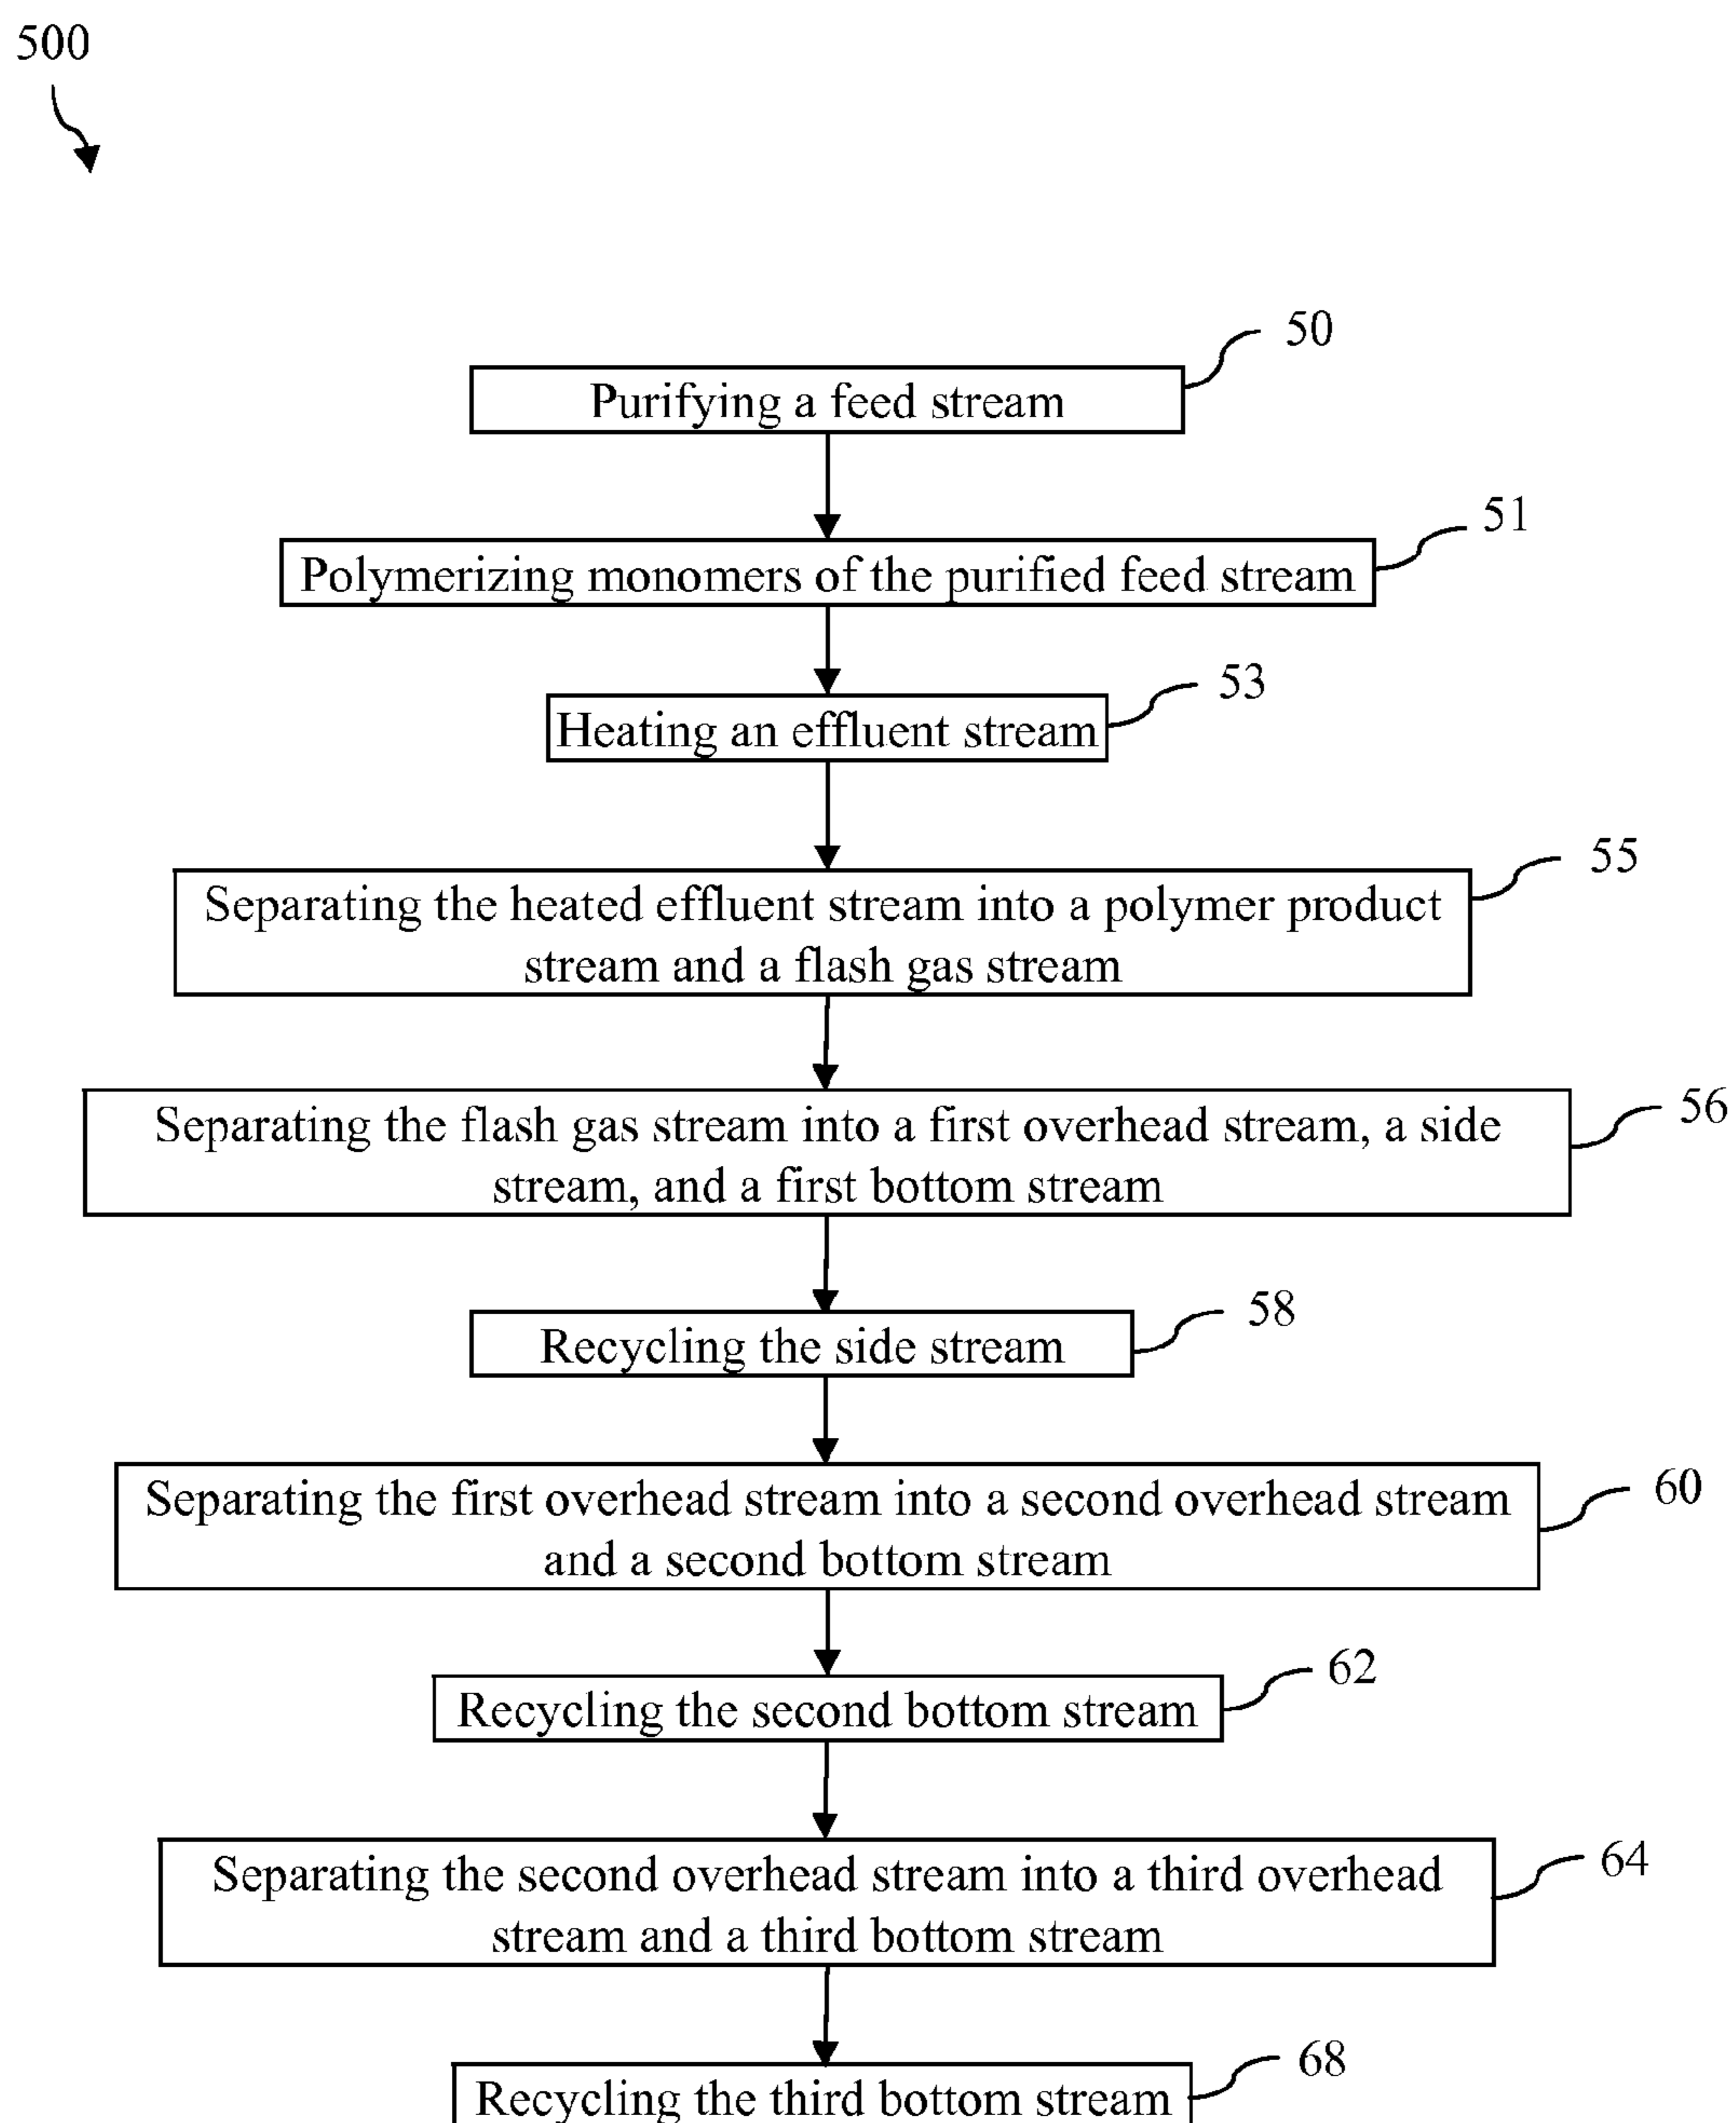 500
50
Purifying a feed stream
51
Polymerizing monomers of the purified feed stream
53
Heating an effluent stream
55
Separating the heated effluent stream into a polymer product
stream and a flash gas stream
56
Separating the flash gas stream into a first overhead stream, a side
stream, and a first bottom stream
58
Recycling the side stream
60
Separating the first overhead stream into a second overhead stream
and a second bottom stream
62
Recycling the second bottom stream
64
Separating the second overhead stream into a third overhead
stream and a third bottom stream
68
Recycling the third bottom stream